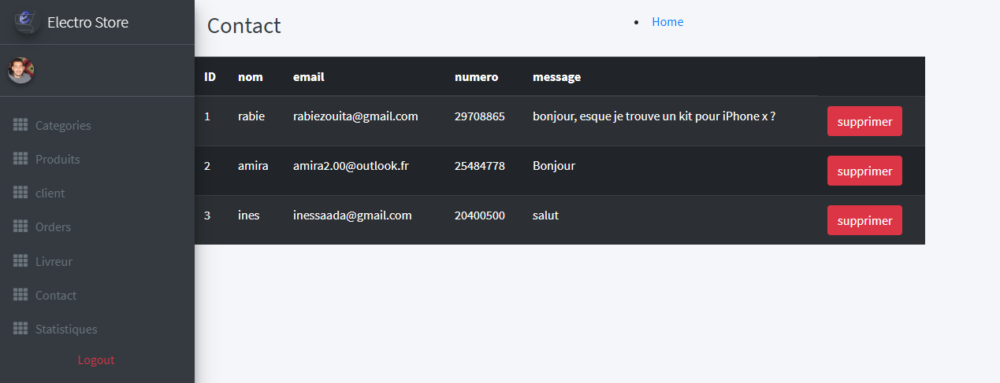 Electro Store
Categories
Produits
client
Orders
Livreur
Contact
Statistiques
Logout
Contact
Home
ID nom email numero message
1 rabie rabiezouita@gmail.com 29708865 bonjour, esque je trouve un kit pour iPhone x ? supprimer
2 amira amira2.00@outlook.fr 25484778 Bonjour supprimer
3 ines inessaada@gmail.com 20400500 salut supprimer